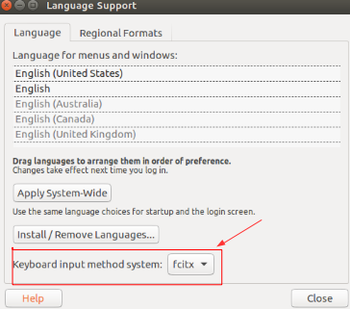 Language Support
Language Regional Formats
Language for menus and windows:
English (United States)
English
English (Australia)
English (Canada)
English (United Kingdom)
Drag languages to arrange them in order of preference.
Changes take effect next time you log in.
Apply System-Wide
Use the same language choices for startup and the login screen.
Install / Remove Languages...
Keyboard input method system: fcitx
Help Close